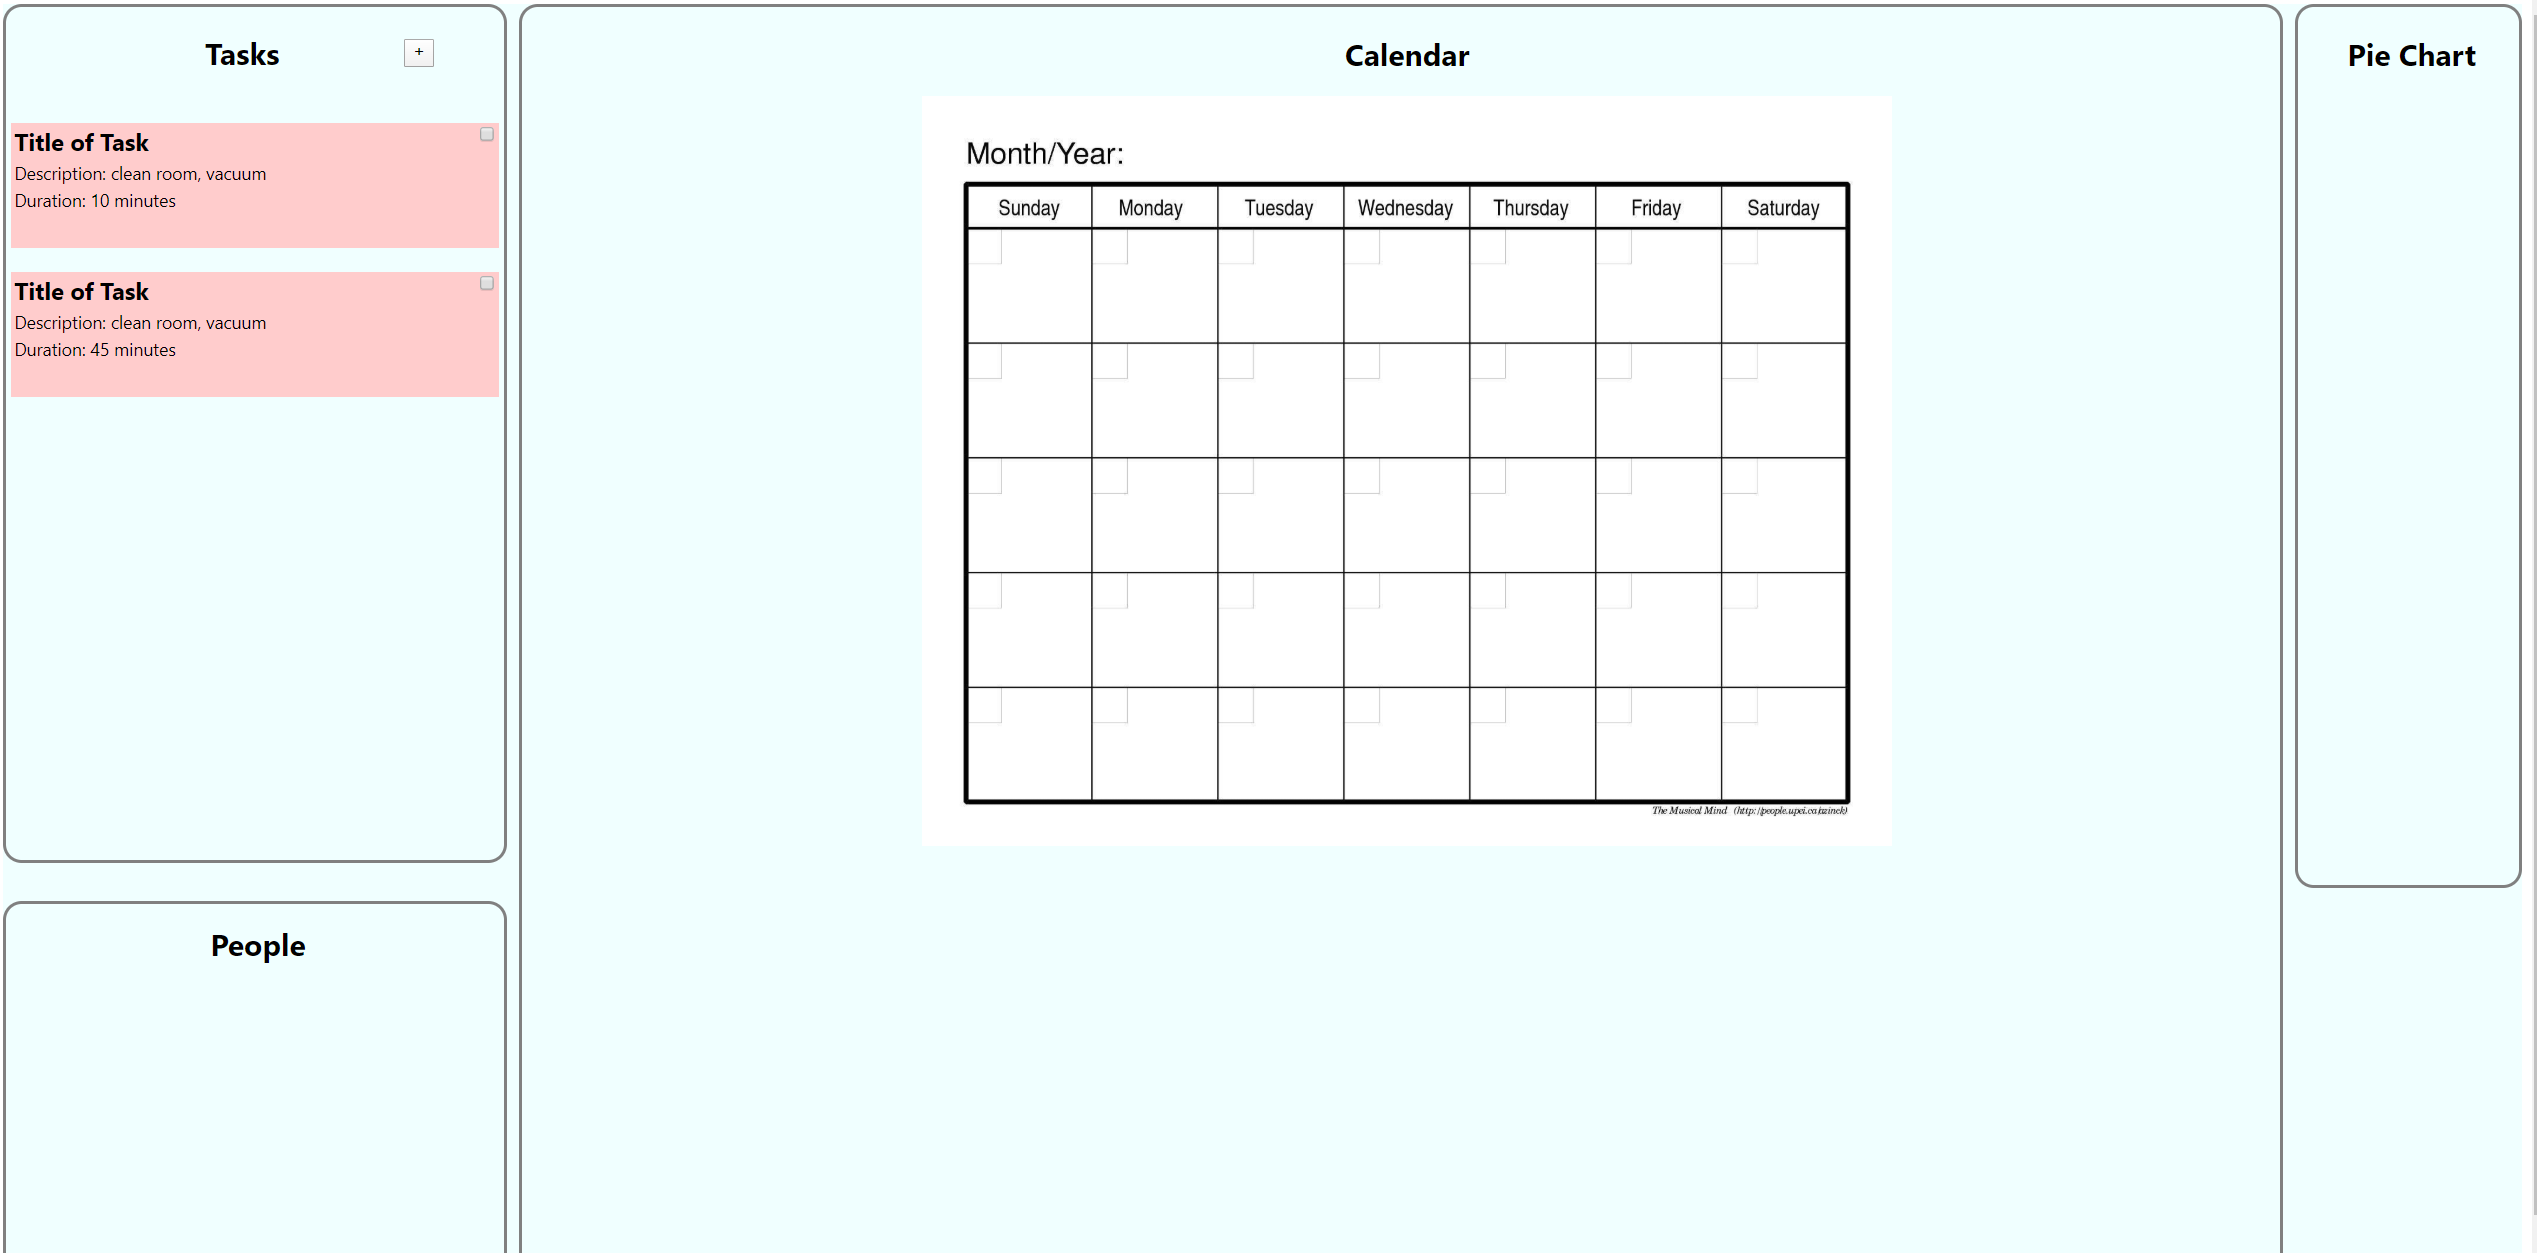 Tasks
+
Title of Task
Description: clean room, vacuum
Duration: 10 minutes
Title of Task
Description: clean room, vacuum
Duration: 45 minutes
People
Calendar
Month/Year:
Sunday Monday Tuesday Wednesday Thursday Friday Saturday
The Musical Mind (http://people.upei.ca/azinck)
Pie Chart